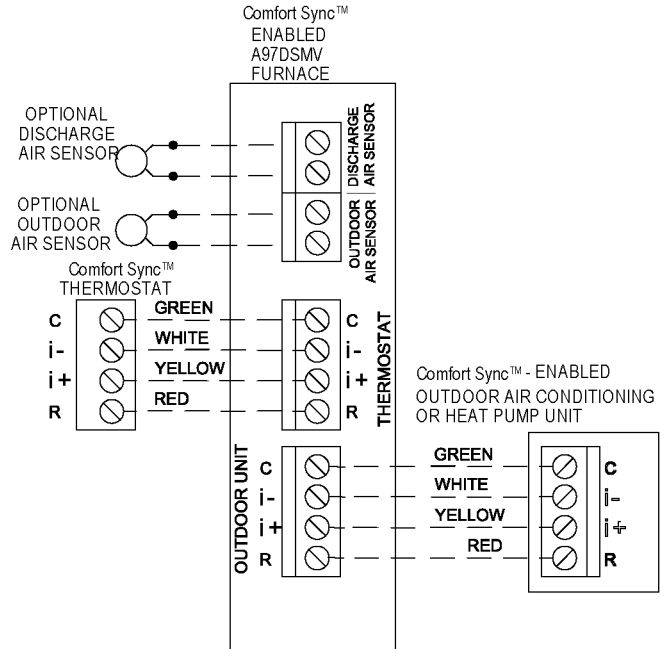 Comfort Sync™
ENABLED
A97DSMV
FURNACE
OPTIONAL
DISCHARGE
AIR SENSOR
DISCHARGE
AIR SENSOR
OPTIONAL
OUTDOOR
AIR SENSOR
OUTDOOR
AIR SENSOR
Comfort Sync™
THERMOSTAT
C GREEN C
i- WHITE i-
i+ YELLOW i+
R RED R
THERMOSTAT
Comfort Sync™ - ENABLED
OUTDOOR AIR CONDITIONING
OR HEAT PUMP UNIT
OUTDOOR UNIT
C GREEN C
i- WHITE i-
i+ YELLOW i+
R RED R